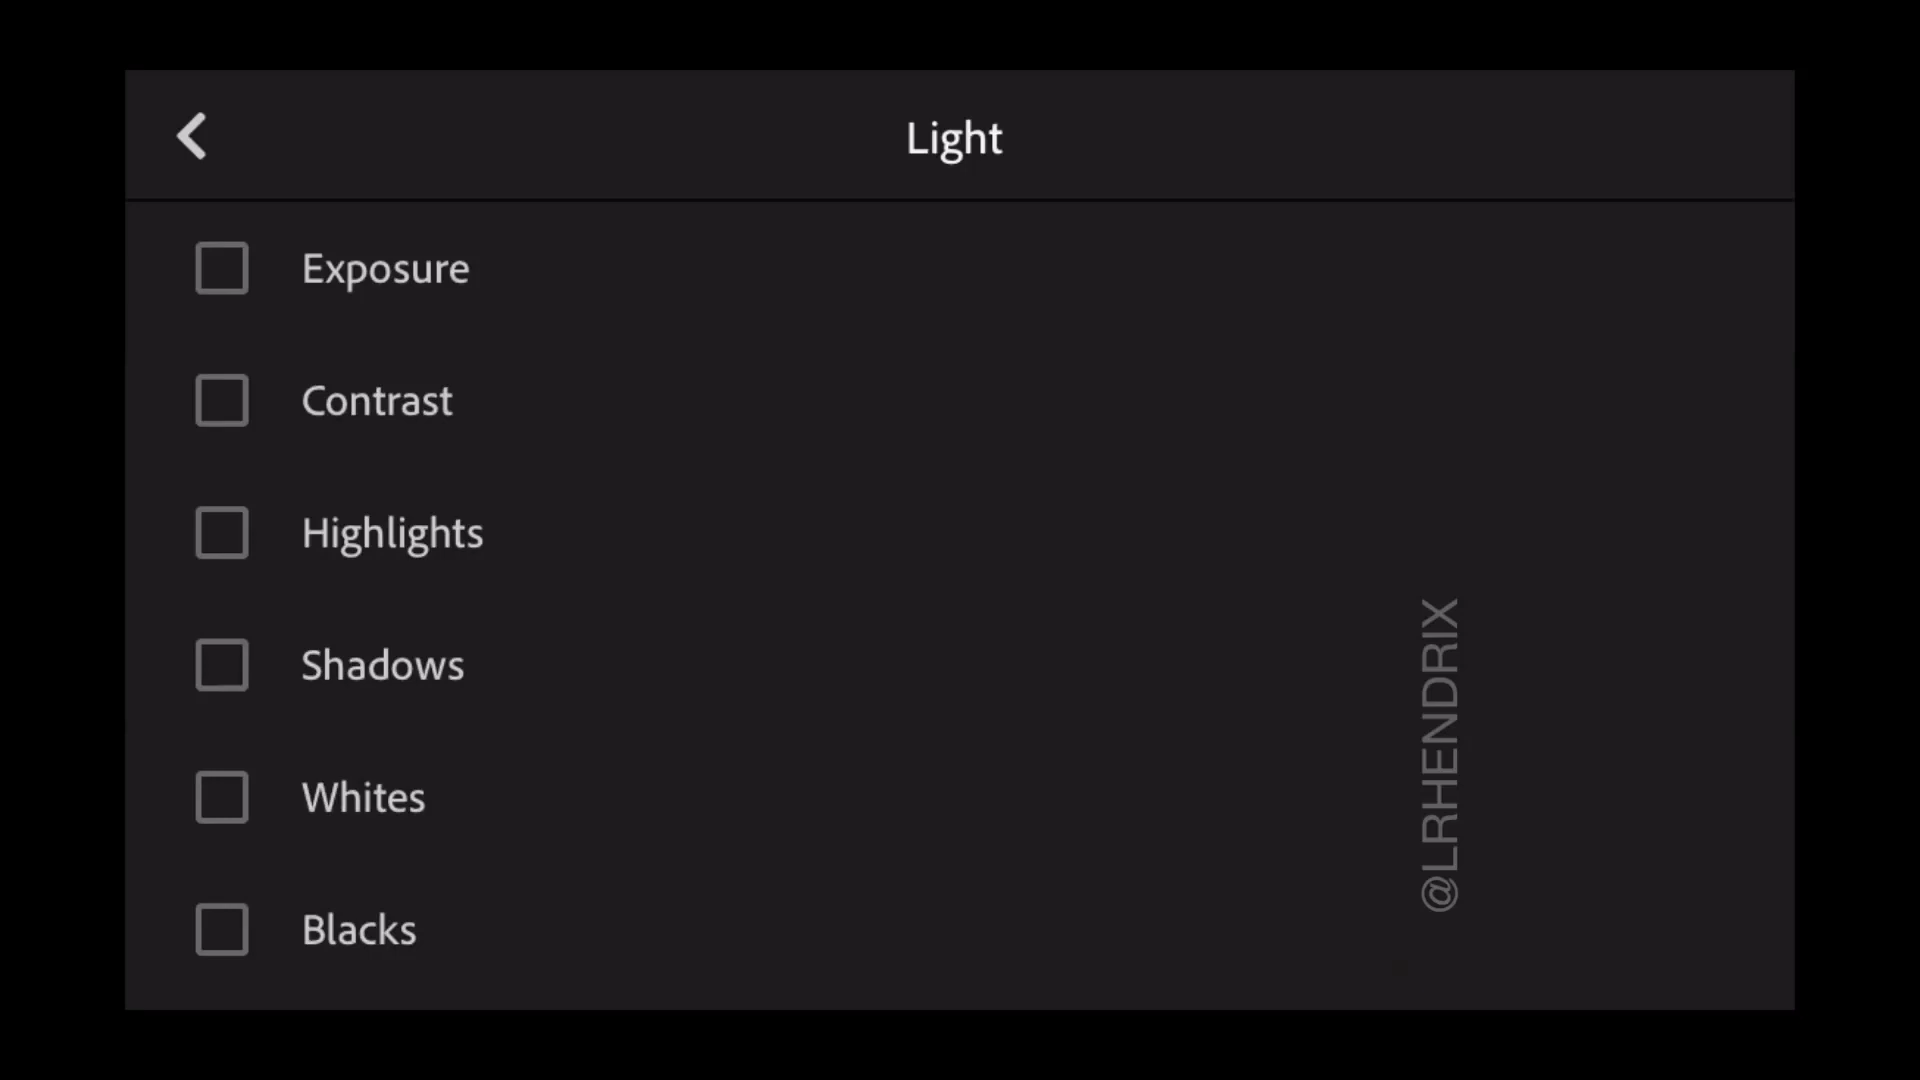 Light
Exposure
Contrast
Highlights
Shadows
Whites
Blacks
@LRHENDRIX